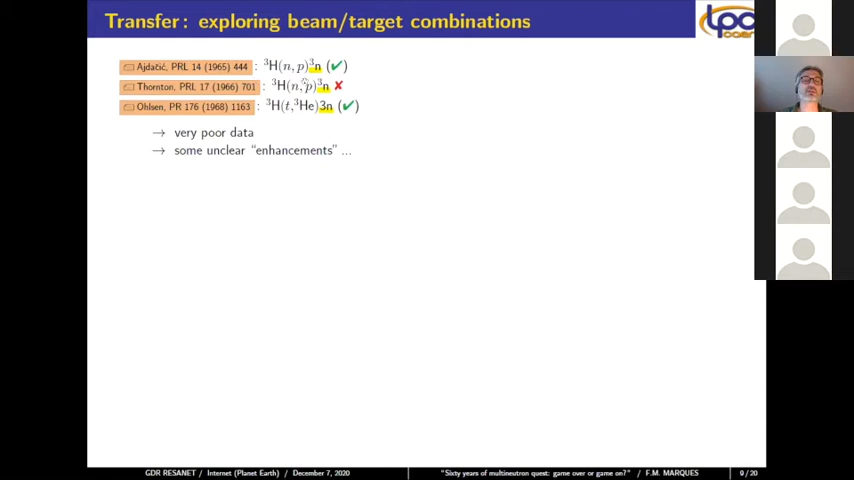 Transfer: exploring beam/target combinations
lpc
caen
Ajdačić, PRL 14 (1965) 444 : ³H(n, p)³n (✔)
Thornton, PRL 17 (1966) 701 : ³H(n, p)³n ✘
Ohlsen, PR 176 (1968) 1163 : ³H(t,³He)3n (✔)
→ very poor data
→ some unclear “enhancements” ...
GDR RESANET / Internet (Planet Earth) / December 7, 2020 “Sixty years of multineutron quest: game over or game on?” / F.M. MARQUES 9 / 20